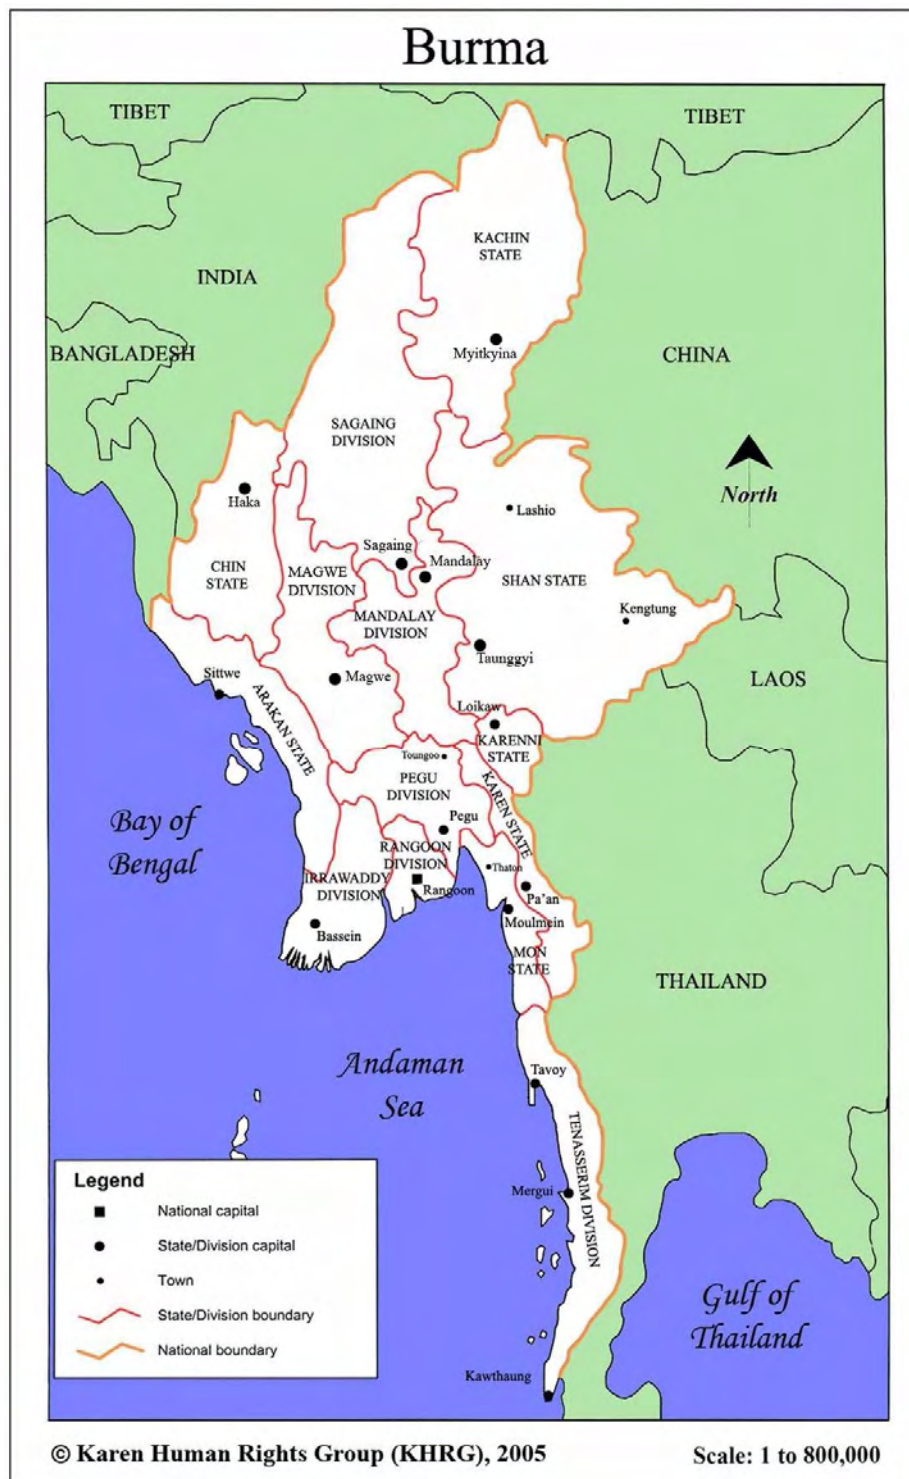 Burma
TIBET
TIBET
KACHIN
STATE
INDIA
Myitkyina
BANGLADESH
CHINA
SAGAING
DIVISION
North
Haka
Lashio
Sagaing
Mandalay
CHIN
STATE
MAGWE
DIVISION
SHAN STATE
MANDALAY
DIVISION
Kengtung
Taunggyi
Sittwe
Magwe
LAOS
ARAKAN STATE
Loikaw
KARENNI
STATE
Toungoo
PEGU
DIVISION
KAREN STATE
Bay of
Bengal
Pegu
RANGOON
DIVISION
Thaton
IRRAWADDY
DIVISION
Rangoon
Pa'an
Moulmein
Bassein
MON
STATE
THAILAND
Andaman
Sea
Tavoy
TENASSERIM DIVISION
Mergui
Legend
National capital
State/Division capital
Town
State/Division boundary
National boundary
Gulf of
Thailand
Kawthaung
© Karen Human Rights Group (KHRG), 2005
Scale: 1 to 800,000